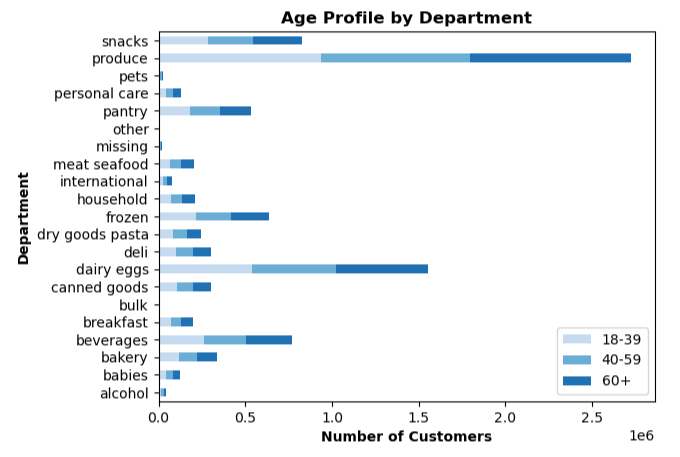 Age Profile by Department
snacks
produce
pets
personal care
pantry
other
missing
meat seafood
international
household
frozen
dry goods pasta
deli
dairy eggs
canned goods
bulk
breakfast
beverages
bakery
babies
alcohol
Department
18-39
40-59
60+
0.0 0.5 1.0 1.5 2.0 2.5
1e6
Number of Customers